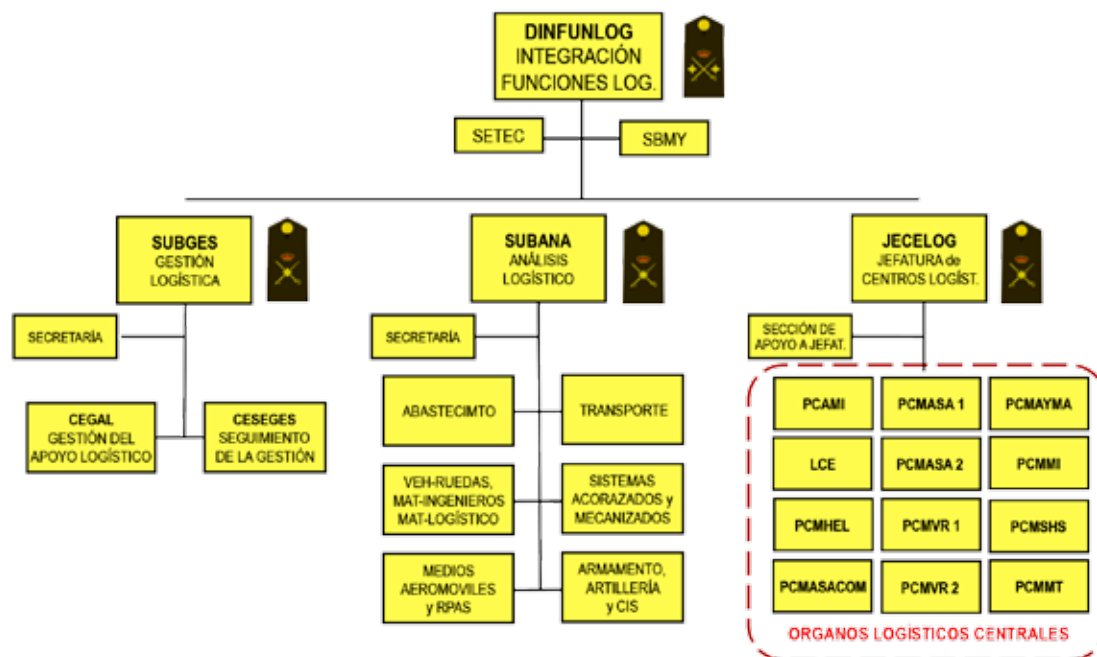 DINFUNLOG
INTEGRACIÓN
FUNCIONES LOG.
SETEC
SBMY
SUBGES
GESTIÓN
LOGÍSTICA
SECRETARÍA
CEGAL
GESTIÓN DEL
APOYO LOGÍSTICO
CESEGES
SEGUIMIENTO
DE LA GESTIÓN
SUBANA
ANÁLISIS
LOGÍSTICO
SECRETARÍA
ABASTECIMTO
TRANSPORTE
VEH-RUEDAS,
MAT-INGENIEROS
MAT-LOGÍSTICO
SISTEMAS
ACORAZADOS y
MECANIZADOS
MEDIOS
AEROMOVILES
y RPAS
ARMAMENTO,
ARTILLERÍA
y CIS
JECELOG
JEFATURA de
CENTROS LOGÍST.
SECCIÓN DE
APOYO A JEFAT.
PCAMI
PCMASA 1
PCMAYMA
LCE
PCMASA 2
PCMMI
PCMHEL
PCMVR 1
PCMSHS
PCMASACOM
PCMVR 2
PCMMT
ORGANOS LOGÍSTICOS CENTRALES